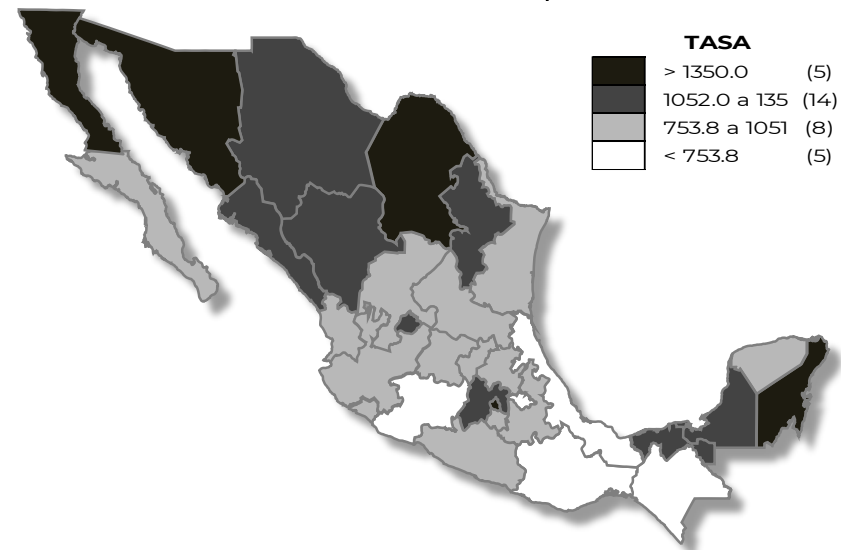 TASA
> 1350.0 (5)
1052.0 a 135 (14)
753.8 a 1051 (8)
< 753.8 (5)